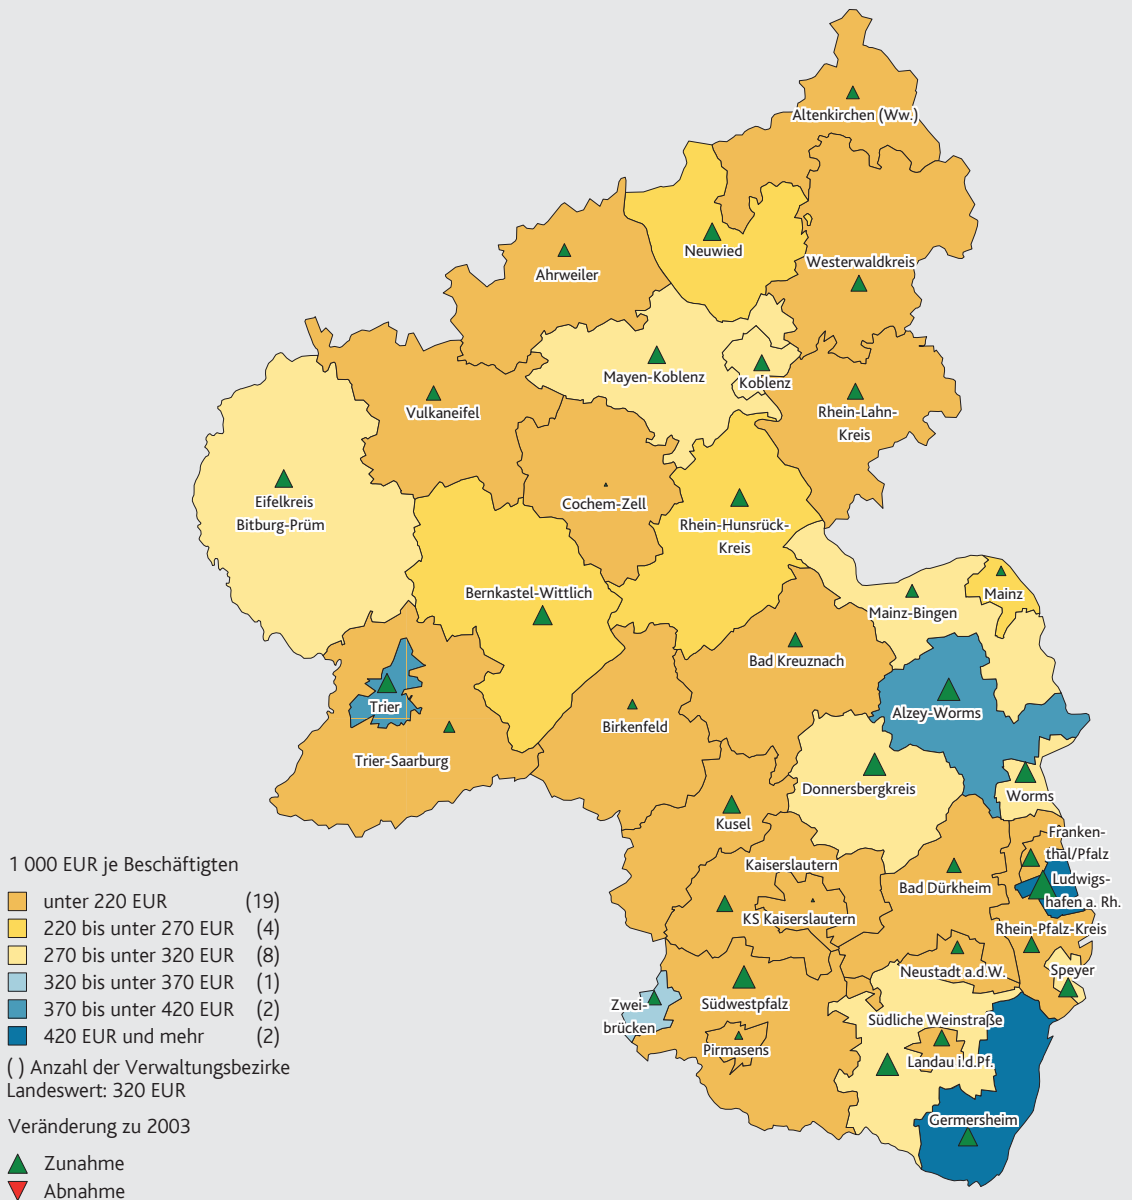 Altenkirchen (Ww.)
Neuwied
Westerwaldkreis
Ahrweiler
Mayen-Koblenz
Koblenz
Vulkaneifel
Rhein-Lahn-
Kreis
Eifelkreis
Bitburg-Prüm
Cochem-Zell
Rhein-Hunsrück-
Kreis
Bernkastel-Wittlich
Mainz
Mainz-Bingen
Bad Kreuznach
Trier
Alzey-Worms
Birkenfeld
Trier-Saarburg
Donnersbergkreis
Worms
Kusel
Franken-
thal/Pfalz
Kaiserslautern
Bad Dürkheim
Ludwigs-
hafen a. Rh.
KS Kaiserslautern
Rhein-Pfalz-Kreis
Neustadt a.d.W.
Speyer
Zwei-
brücken
Südwestpfalz
Südliche Weinstraße
Pirmasens
Landau i.d.Pf.
Germersheim
1 000 EUR je Beschäftigten
unter 220 EUR (19)
220 bis unter 270 EUR (4)
270 bis unter 320 EUR (8)
320 bis unter 370 EUR (1)
370 bis unter 420 EUR (2)
420 EUR und mehr (2)
( ) Anzahl der Verwaltungsbezirke
Landeswert: 320 EUR
Veränderung zu 2003
Zunahme
Abnahme